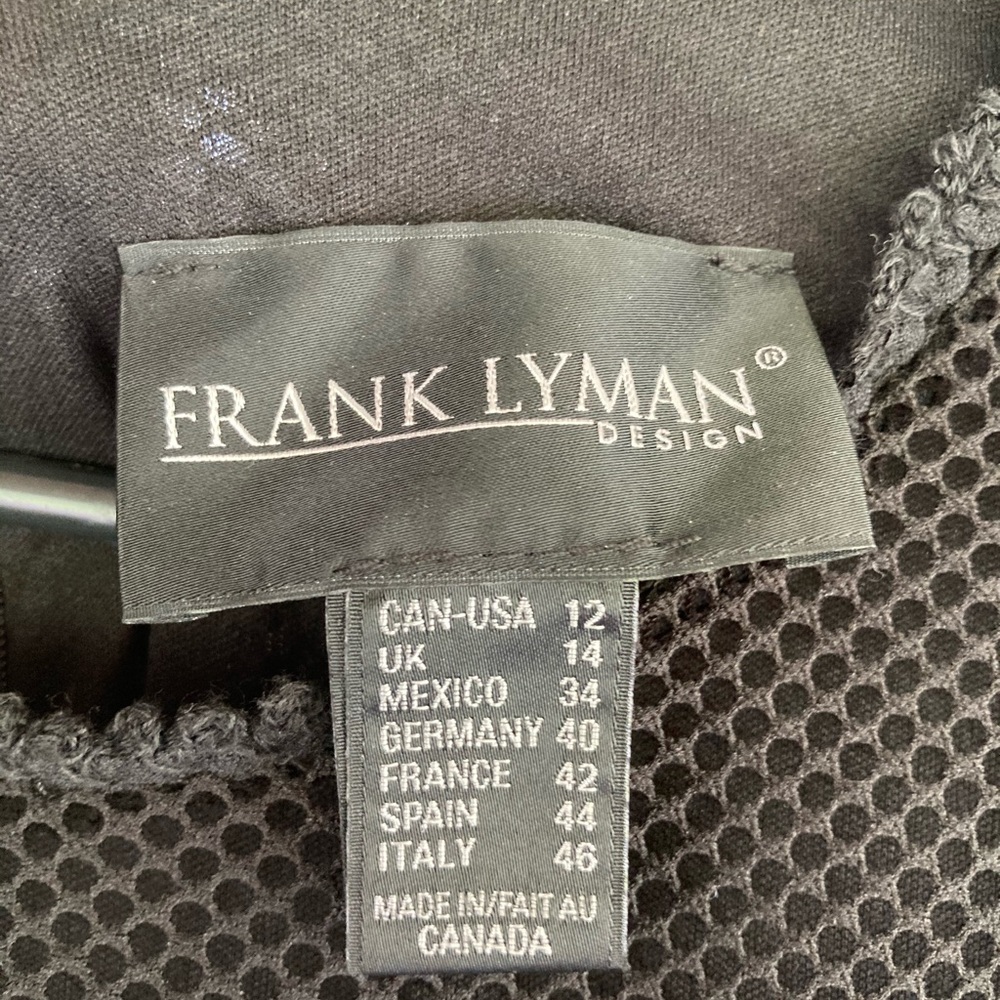 FRANK LYMAN®
DESIGN
CAN-USA 12
UK 14
MEXICO 34
GERMANY 40
FRANCE 42
SPAIN 44
ITALY 46
MADE IN/FAIT AU
CANADA